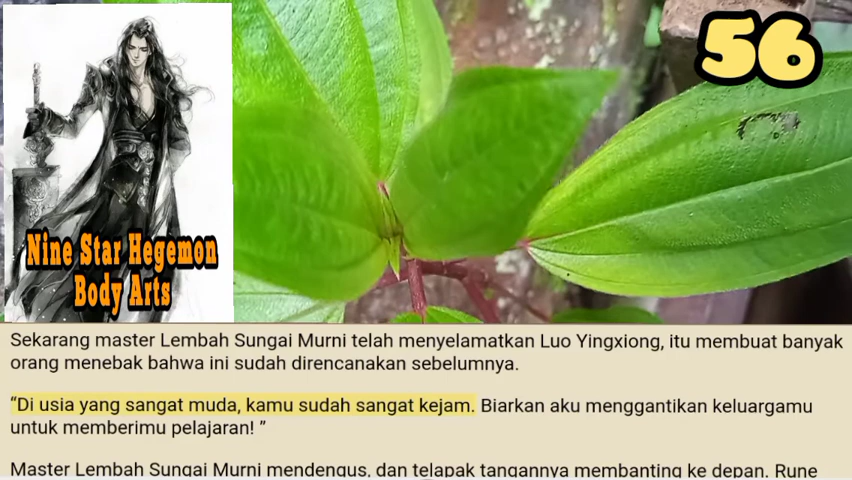 56
Nine Star Hegemon
Body Arts
Sekarang master Lembah Sungai Murni telah menyelamatkan Luo Yingxiong, itu membuat banyak
orang menebak bahwa ini sudah direncanakan sebelumnya.
“Di usia yang sangat muda, kamu sudah sangat kejam. Biarkan aku menggantikan keluargamu
untuk memberimu pelajaran! ”
Master Lembah Sungai Murni mendengus, dan telapak tangannya membanting ke depan. Rune